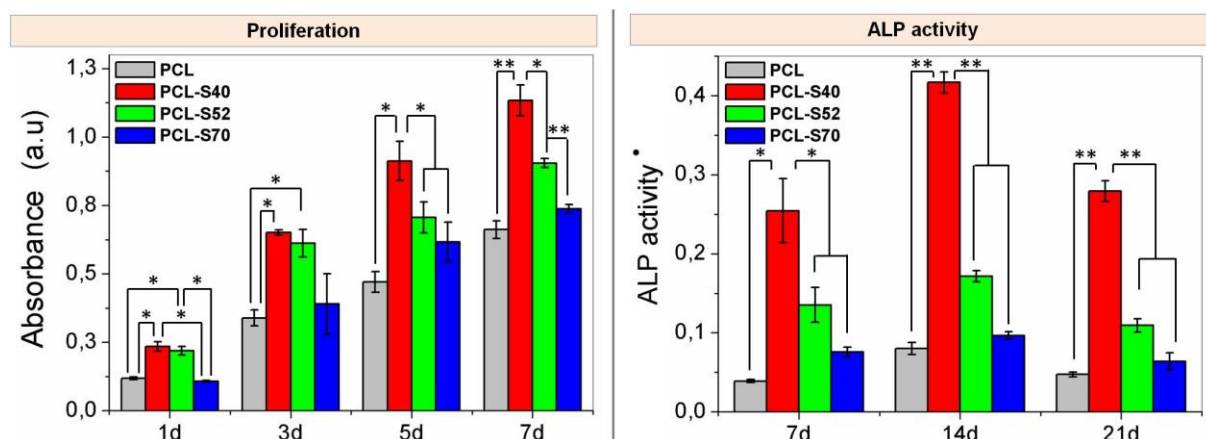 Proliferation
Absorbance (a.u)
1,3
1,0
0,8
0,5
0,3
0,0
PCL
PCL-S40
PCL-S52
PCL-S70
* * * *
* *
* *
** * **
1d 3d 5d 7d
ALP activity
ALP activity •
0,4
0,3
0,2
0,1
0,0
PCL
PCL-S40
PCL-S52
PCL-S70
* *
** **
** **
7d 14d 21d